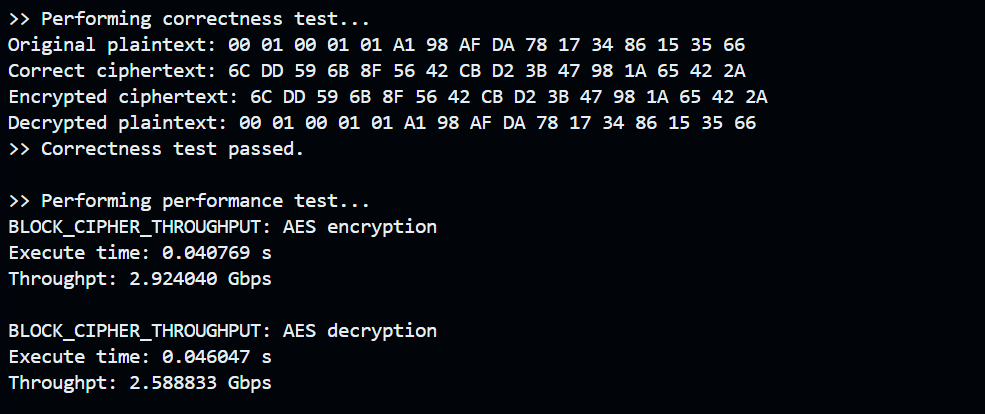 >> Performing correctness test...
Original plaintext: 00 01 00 01 01 A1 98 AF DA 78 17 34 86 15 35 66
Correct ciphertext: 6C DD 59 6B 8F 56 42 CB D2 3B 47 98 1A 65 42 2A
Encrypted ciphertext: 6C DD 59 6B 8F 56 42 CB D2 3B 47 98 1A 65 42 2A
Decrypted plaintext: 00 01 00 01 01 A1 98 AF DA 78 17 34 86 15 35 66
>> Correctness test passed.
>> Performing performance test...
BLOCK_CIPHER_THROUGHPUT: AES encryption
Execute time: 0.040769 s
Throughpt: 2.924040 Gbps
BLOCK_CIPHER_THROUGHPUT: AES decryption
Execute time: 0.046047 s
Throughpt: 2.588833 Gbps